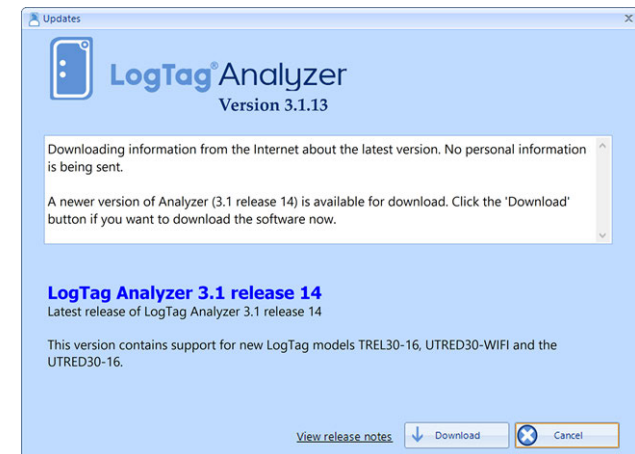 Updates
LogTag® Analyzer
Version 3.1.13
Downloading information from the Internet about the latest version. No personal information
is being sent.
A newer version of Analyzer (3.1 release 14) is available for download. Click the 'Download'
button if you want to download the software now.
LogTag Analyzer 3.1 release 14
Latest release of LogTag Analyzer 3.1 release 14
This version contains support for new LogTag models TREL30-16, UTRED30-WIFI and the
UTRED30-16.
View release notes Download Cancel